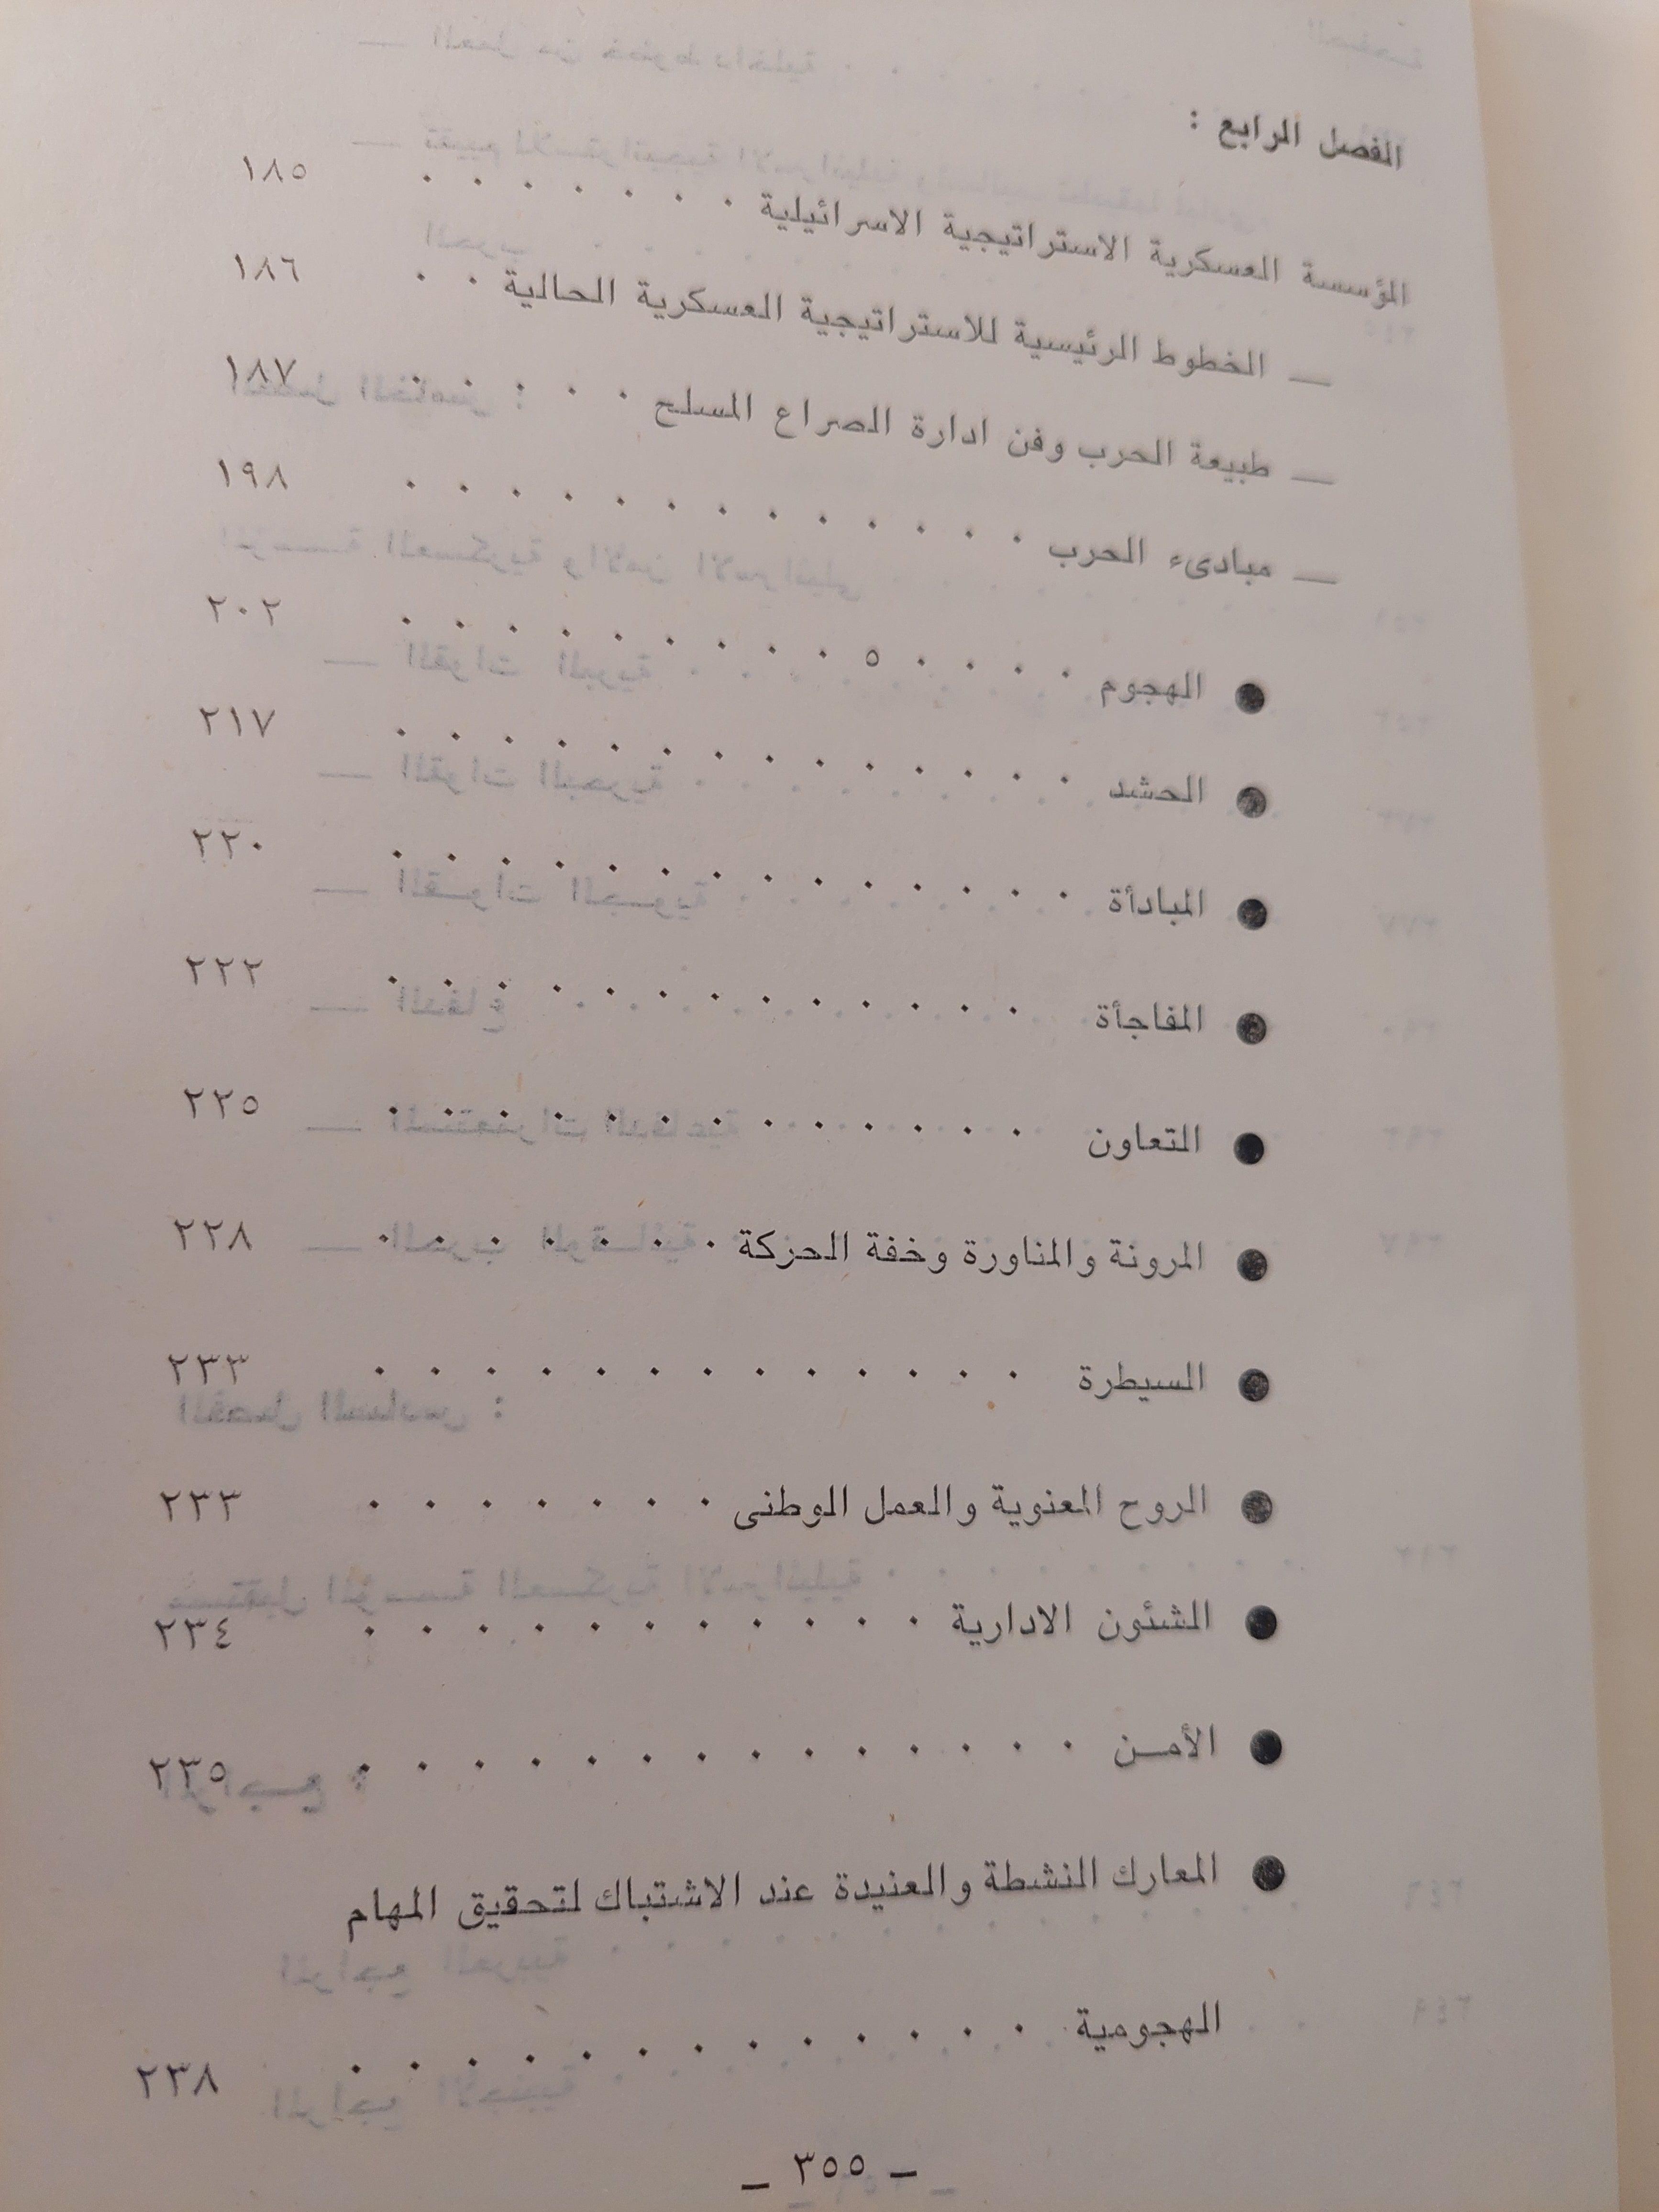 الفصل الرابع :
المؤسسة العسكرية الاستراتيجية الاسرائيلية . . . . . . . ١٨٥
— الخطوط الرئيسية للاستراتيجية العسكرية الحالية . . ١٨٦
— طبيعة الحرب وفن ادارة الصراع المسلح . . . . . ١٨٧
— مبادىء الحرب . . . . . . . . . . . . . ١٩٨
● الهجوم . . . . ٥ . . . . . . . . . ٢٠٢
● الحشد . . . . . . . . . . . . . . ٢١٧
● المبادأة . . . . . . . . . . . . . . ٢٢٠
● المفاجأة . . . . . . . . . . . . . ٢٢٢
● التعاون . . . . . . . . . . . . . ٢٢٥
● المرونة والمناورة وخفة الحركة . . . . . . . ٢٢٨
● السيطرة . . . . . . . . . . . . . ٢٣٣
● الروح المعنوية والعمل الوطنى . . . . . . . ٢٣٣
● الشئون الادارية . . . . . . . . . . . ٢٣٤
● الأمــن . . . . . . . . . . . . . . ٢٣٥
● المعارك النشطة والعنيدة عند الاشتباك لتحقيق المهام
الهجومية . . . . . . . . . . . . . ٢٣٨
— ٣٥٥ —